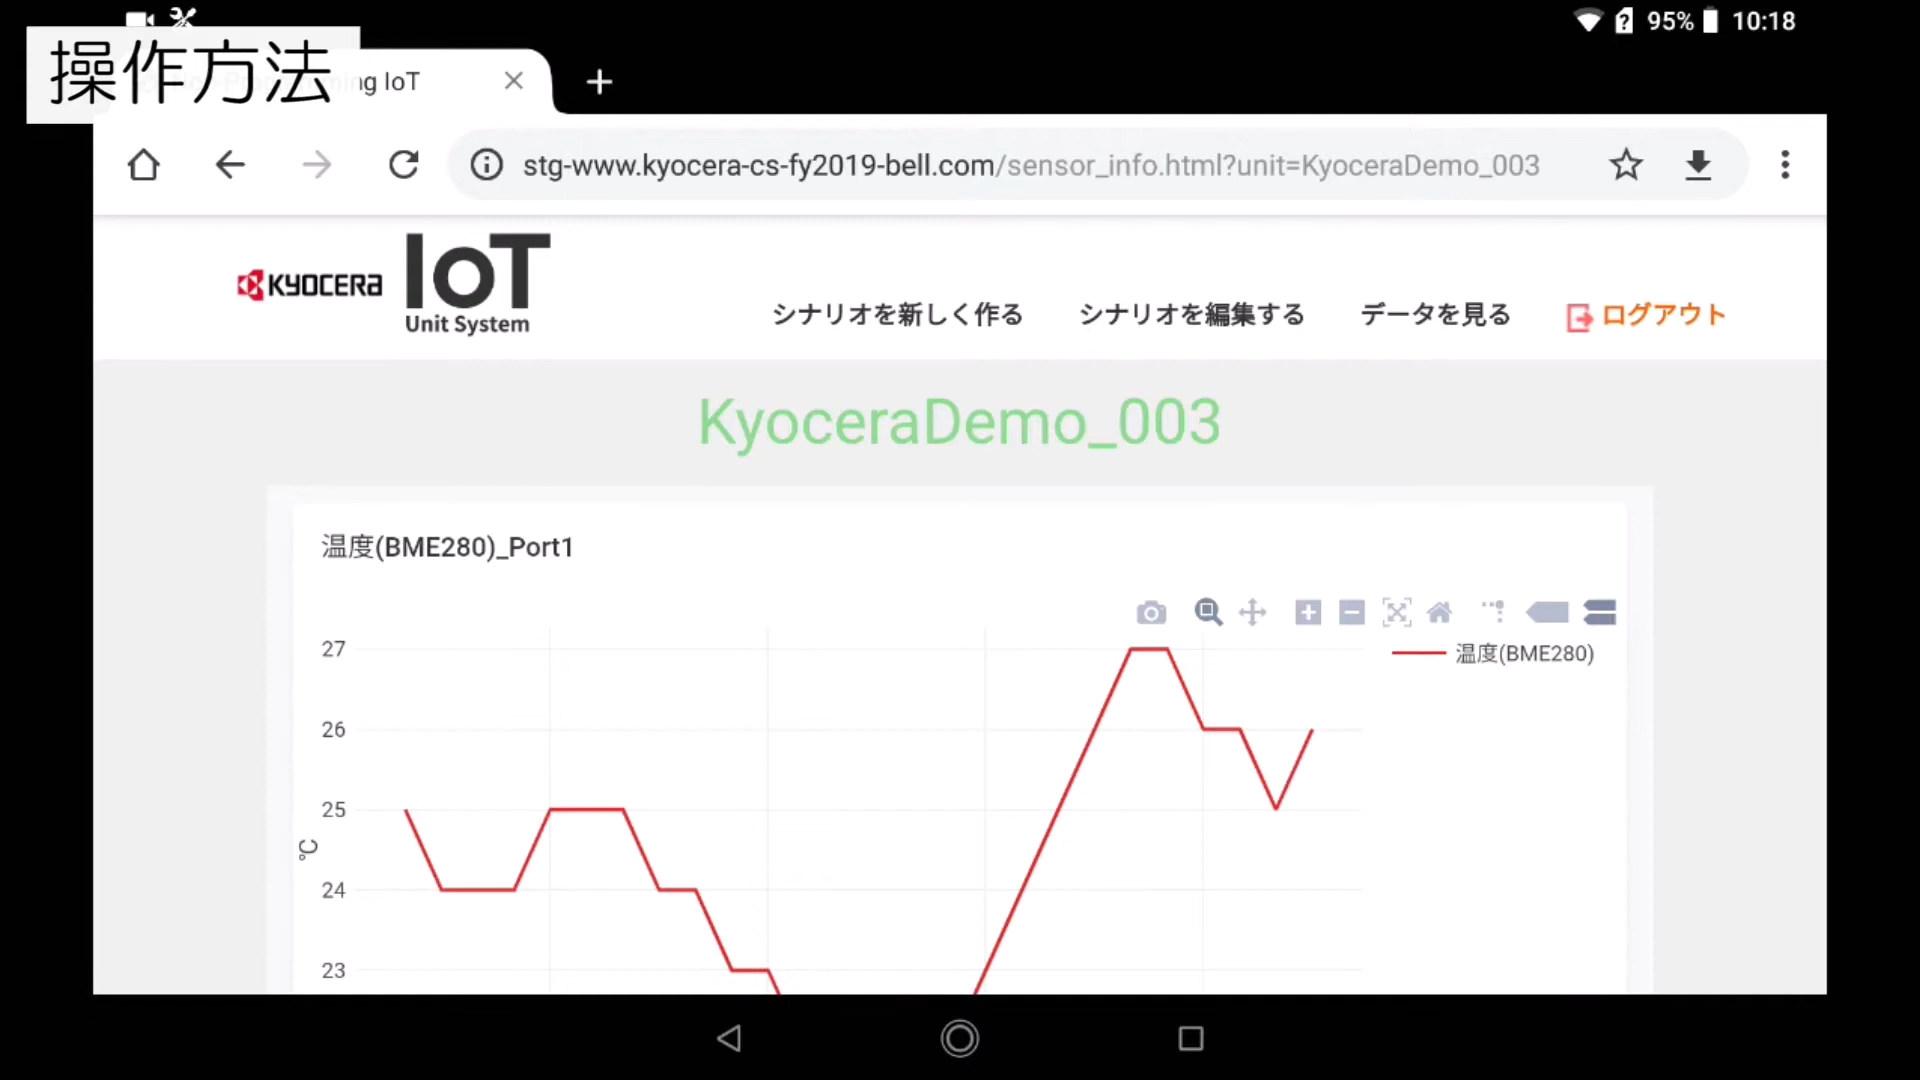 95% 10:18
操作方法
ng IoT
stg-www.kyocera-cs-fy2019-bell.com/sensor_info.html?unit=KyoceraDemo_003
KYOCERA
IoT
Unit System
シナリオを新しく作る シナリオを編集する データを見る ログアウト
KyoceraDemo_003
温度(BME280)_Port1
27
温度(BME280)
26
25
℃
24
23